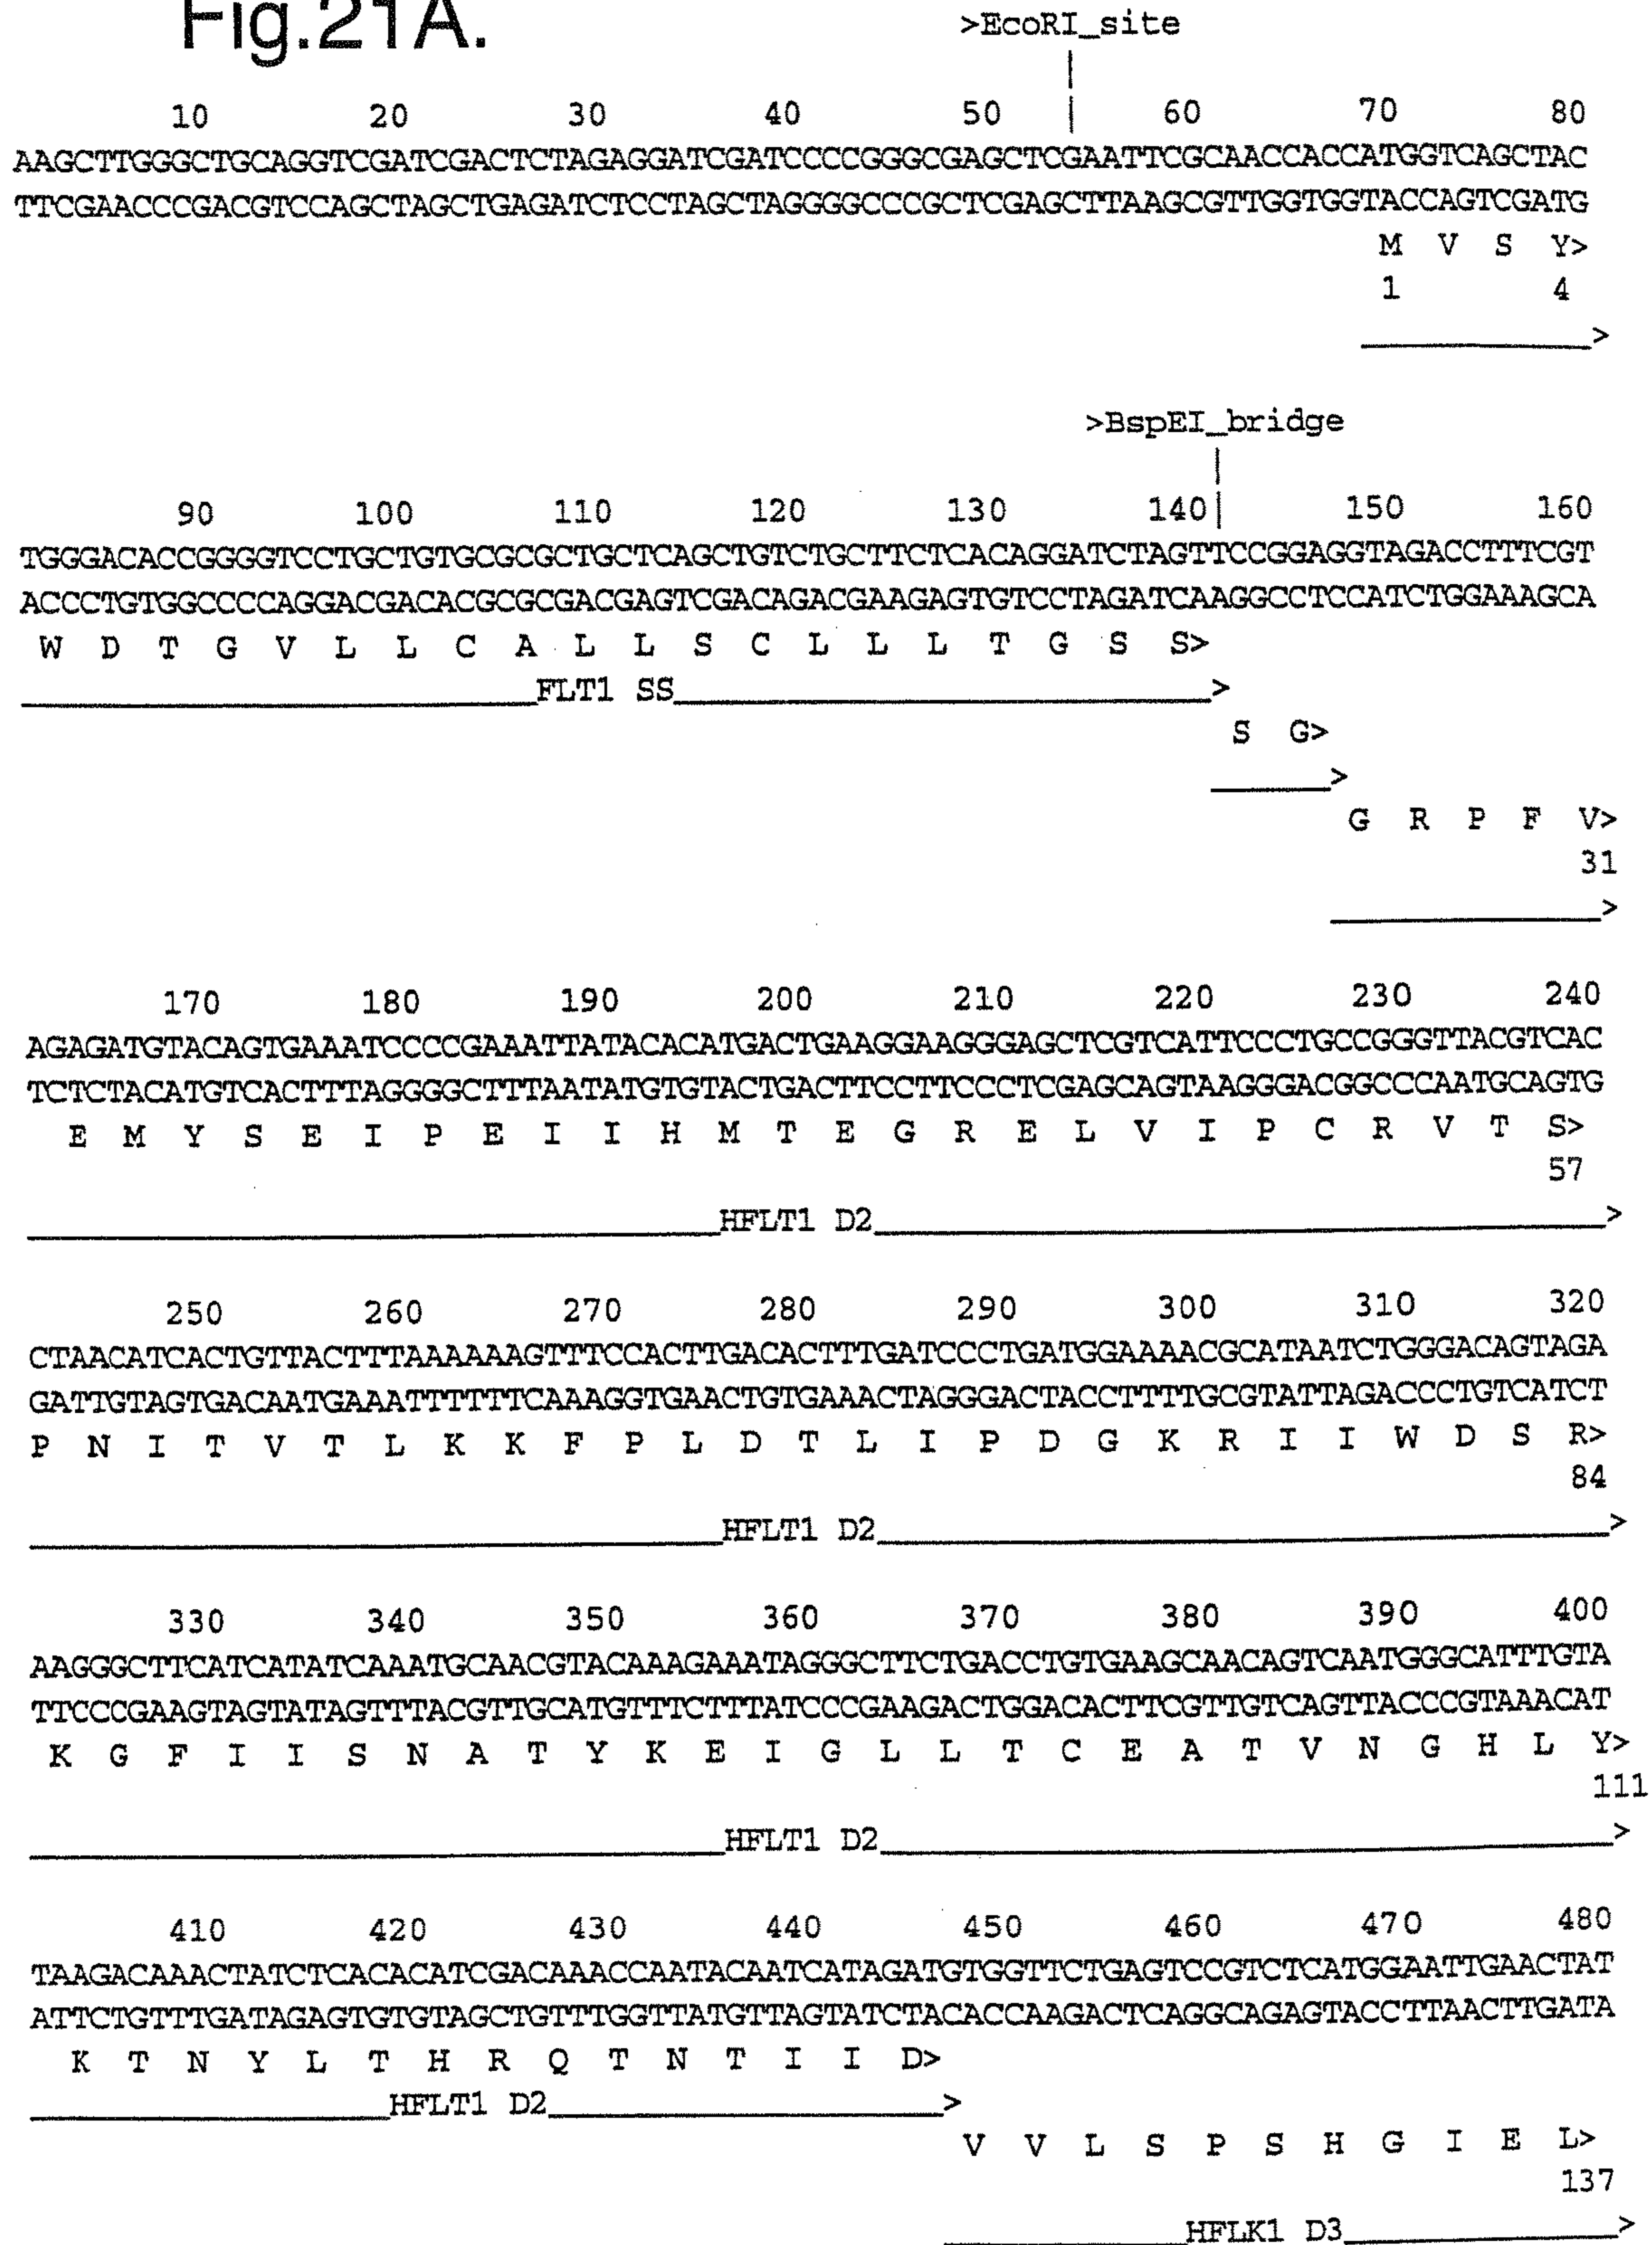 Fig.21A.
>EcoRI_site
10 20 30 40 50 60 70 80
AAGCTTGGGCTGCAGGTCGATCGACTCTAGAGGATCGATCCCCGGGCGAGCTCGAATTCGCAACCACCATGGTCAGCTAC
TTCGAACCCGACGTCCAGCTAGCTGAGATCTCCTAGCTAGGGGCCCGCTCGAGCTTAAGCGTTGGTGGTACCAGTCGATG
M V S Y>
1 4
>
>BspEI_bridge
90 100 110 120 130 140 150 160
TGGGACACCGGGGTCCTGCTGTGCGCGCTGCTCAGCTGTCTGCTTCTCACAGGATCTAGTTCCGGAGGTAGACCTTTCGT
ACCCTGTGGCCCCAGGACGACACGCGCGACGAGTCGACAGACGAAGAGTGTCCTAGATCAAGGCCTCCATCTGGAAAGCA
W D T G V L L C A L L S C L L L T G S S>
FLT1 SS >
S G>
>
G R P F V>
31
>
170 180 190 200 210 220 230 240
AGAGATGTACAGTGAAATCCCCGAAATTATACACATGACTGAAGGAAGGGAGCTCGTCATTCCCTGCCGGGTTACGTCAC
TCTCTACATGTCACTTTAGGGGCTTTAATATGTGTACTGACTTCCTTCCCTCGAGCAGTAAGGGACGGCCCAATGCAGTG
E M Y S E I P E I I H M T E G R E L V I P C R V T S>
57
HFLT1 D2 >
250 260 270 280 290 300 310 320
CTAACATCACTGTTACTTTAAAAAAGTTTCCACTTGACACTTTGATCCCTGATGGAAAACGCATAATCTGGGACAGTAGA
GATTGTAGTGACAATGAAATTTTTTCAAAGGTGAACTGTGAAACTAGGGACTACCTTTTGCGTATTAGACCCTGTCATCT
P N I T V T L K K F P L D T L I P D G K R I I W D S R>
84
HFLT1 D2 >
330 340 350 360 370 380 390 400
AAGGGCTTCATCATATCAAATGCAACGTACAAAGAAATAGGGCTTCTGACCTGTGAAGCAACAGTCAATGGGCATTTGTA
TTCCCGAAGTAGTATAGTTTACGTTGCATGTTTCTTTATCCCGAAGACTGGACACTTCGTTGTCAGTTACCCGTAAACAT
K G F I I S N A T Y K E I G L L T C E A T V N G H L Y>
111
HFLT1 D2 >
410 420 430 440 450 460 470 480
TAAGACAAACTATCTCACACATCGACAAACCAATACAATCATAGATGTGGTTCTGAGTCCGTCTCATGGAATTGAACTAT
ATTCTGTTTGATAGAGTGTGTAGCTGTTTGGTTATGTTAGTATCTACACCAAGACTCAGGCAGAGTACCTTAACTTGATA
K T N Y L T H R Q T N T I I D>
HFLT1 D2 >
V V L S P S H G I E L>
137
HFLK1 D3 >